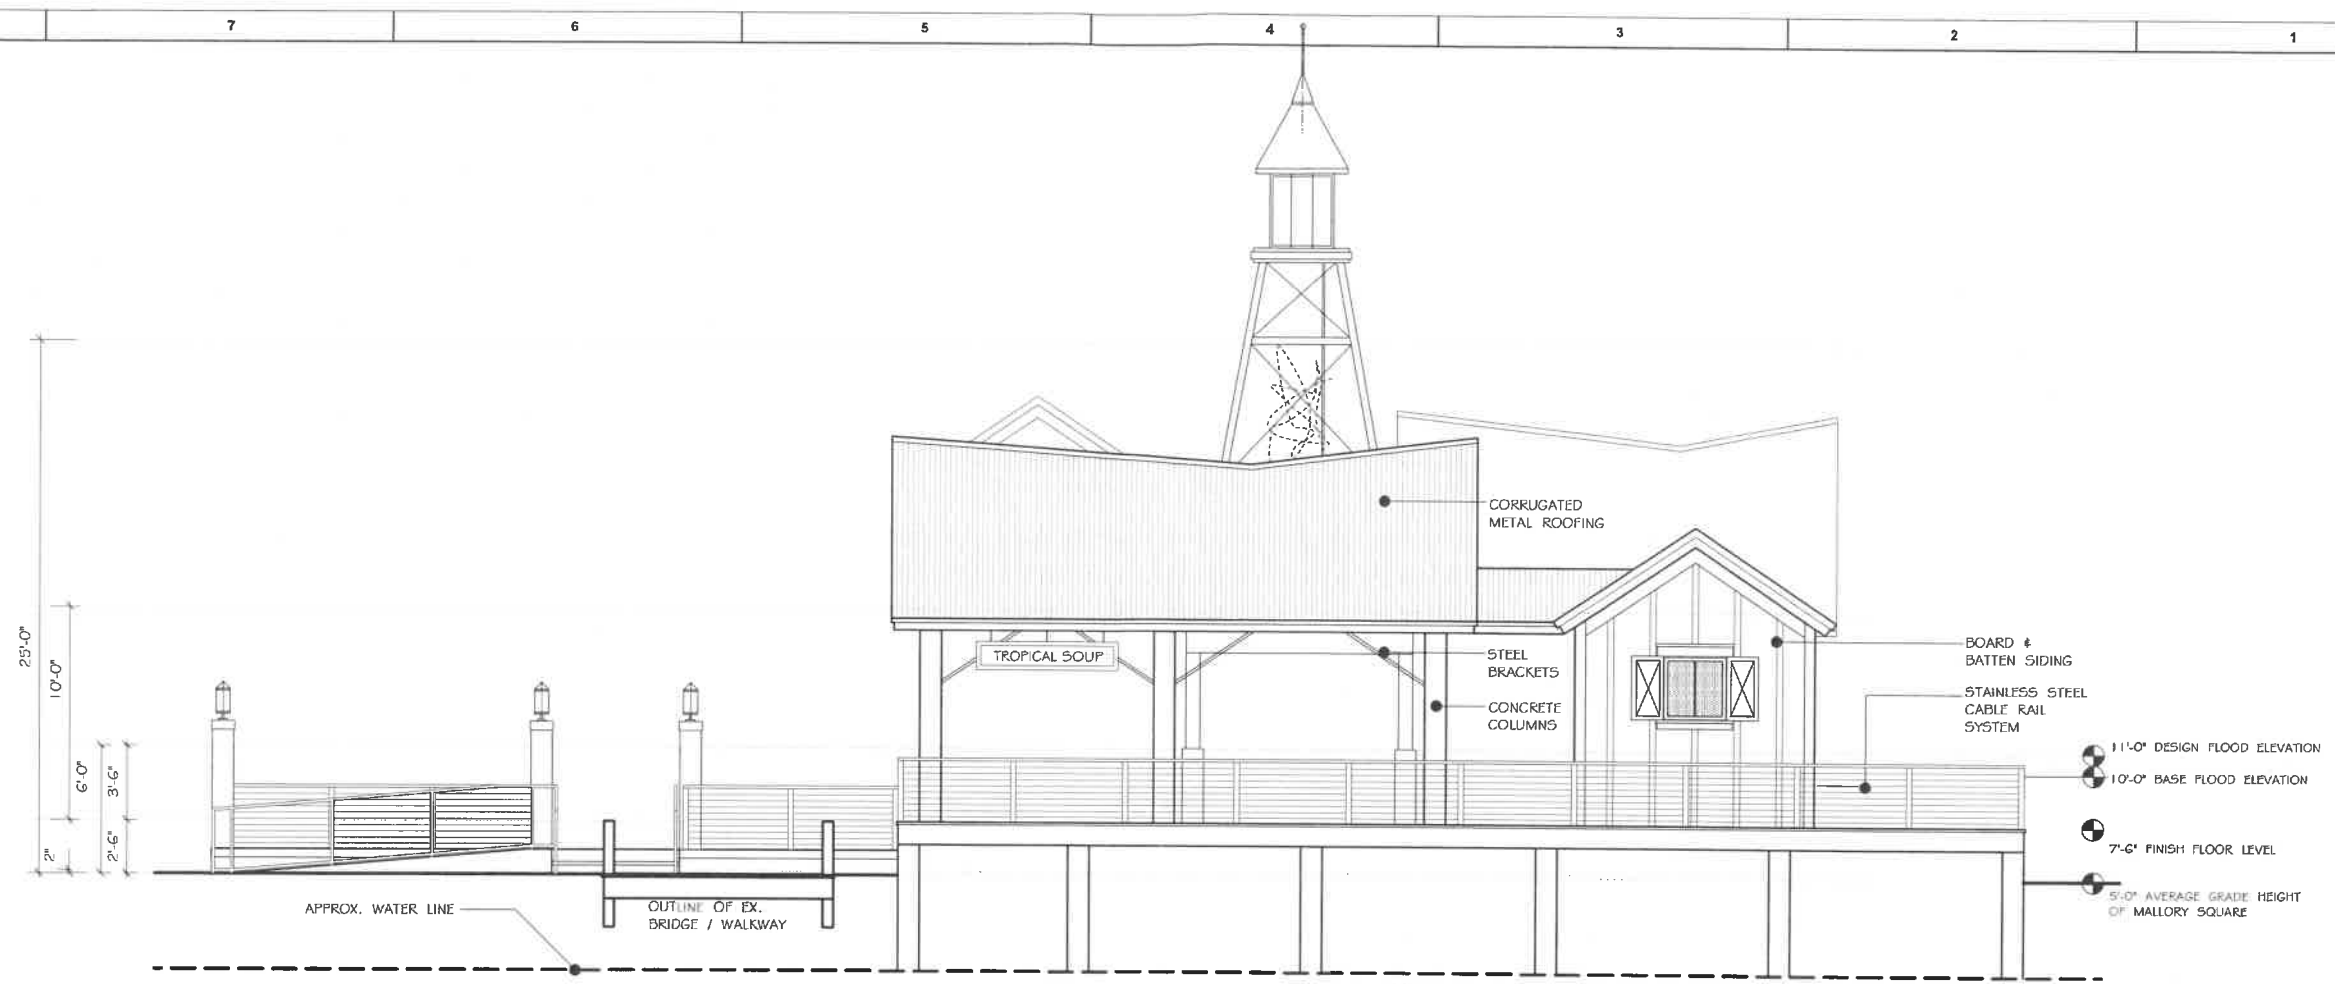 7 6 5 4 3 2 1
25'-0"
10'-0"
6'-0"
3'-6"
2'-6"
2"
TROPICAL SOUP
CORRUGATED
METAL ROOFING
STEEL
BRACKETS
CONCRETE
COLUMNS
BOARD &
BATTEN SIDING
STAINLESS STEEL
CABLE RAIL
SYSTEM
11'-0" DESIGN FLOOD ELEVATION
10'-0" BASE FLOOD ELEVATION
7'-6" FINISH FLOOR LEVEL
5'-0" AVERAGE GRADE HEIGHT
OF MALLORY SQUARE
APPROX. WATER LINE
OUTLINE OF EX.
BRIDGE / WALKWAY